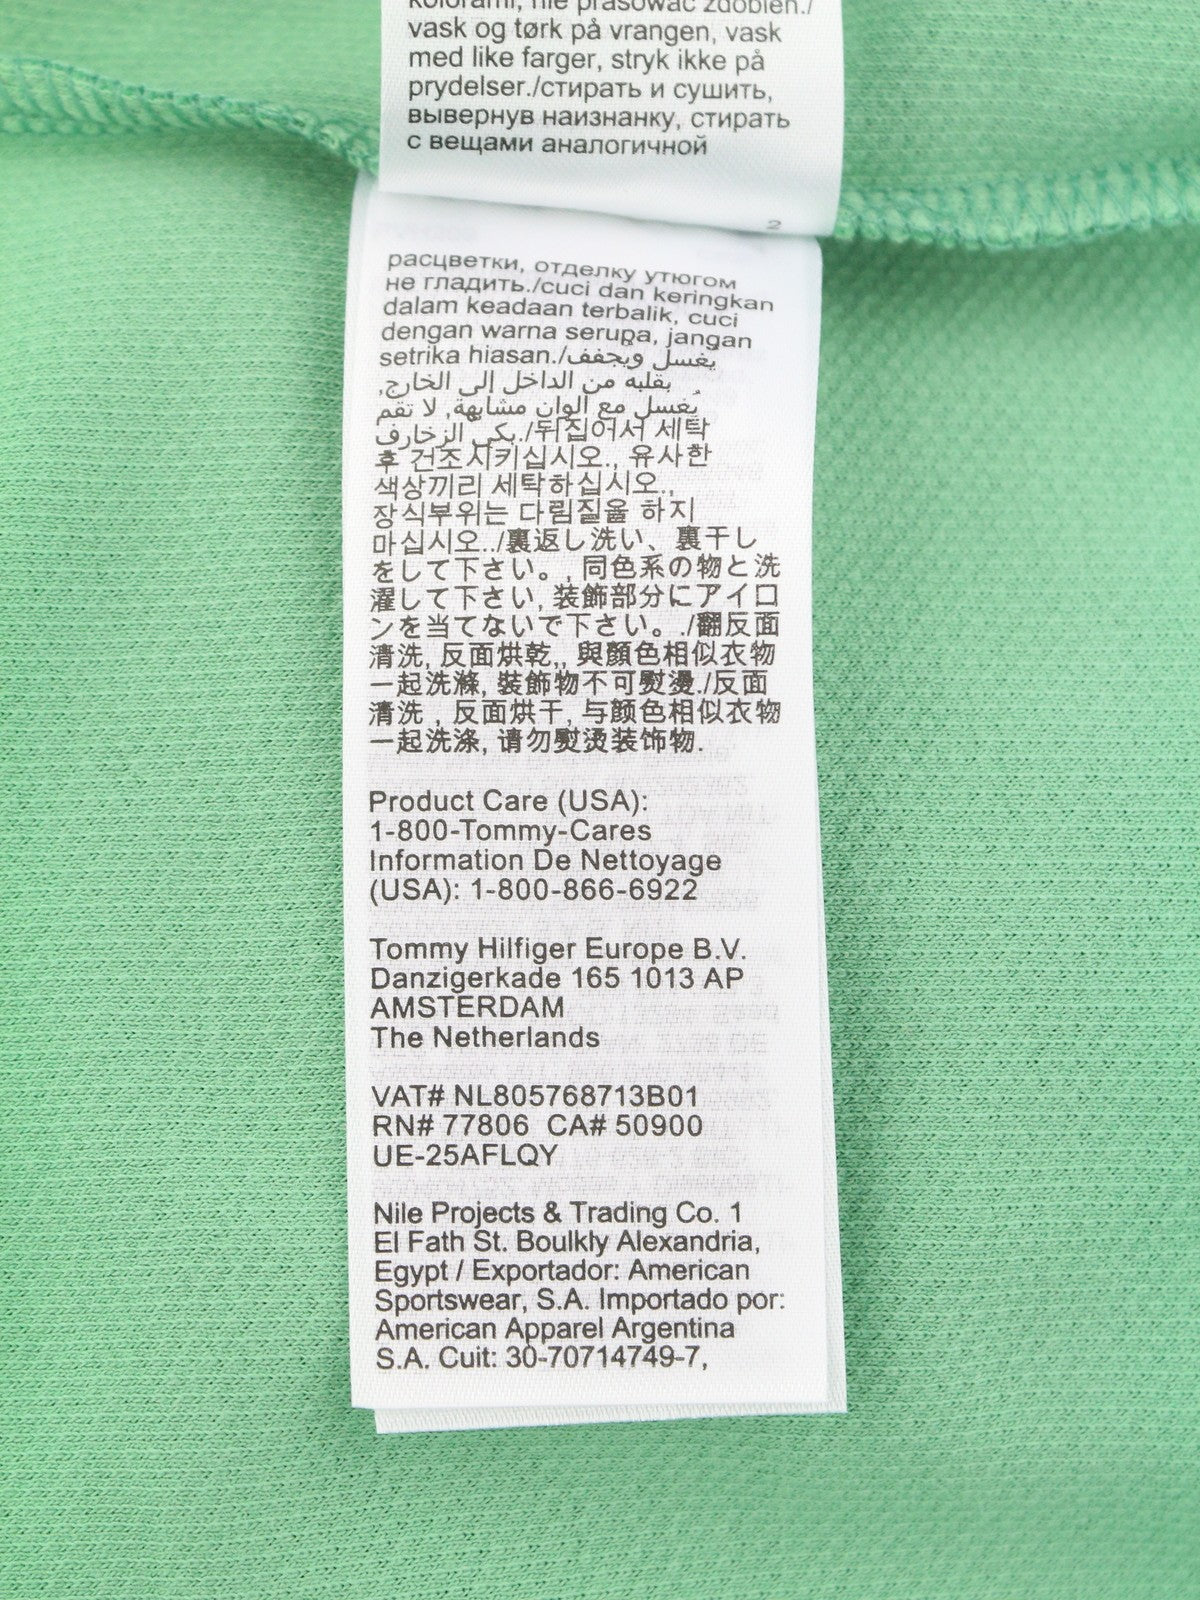 kolorami, nie prasować zdobień./
vask og tørk på vrangen, vask
med like farger, stryk ikke på
prydelser./стирать и сушить,
вывернув наизнанку, стирать
с вещами аналогичной
2
расцветки, отделку утюгом
не гладить./cuci dan keringkan
dalam keadaan terbalik, cuci
dengan warna serupa, jangan
setrika hiasan./يغسل ويجفف
بقلبه من الداخل إلى الخارج,
يُغسل مع الوان مشابهة, لا تقم
بكي الزخارف./뒤집어서 세탁
후 건조시키십시오., 유사한
색상끼리 세탁하십시오.,
장식부위는 다림질을 하지
마십시오../裏返し洗い、裏干し
をして下さい。, 同色系の物と洗
濯して下さい, 装飾部分にアイロ
ンを当てないで下さい。./翻反面
清洗, 反面烘乾,, 與顏色相似衣物
一起洗滌, 裝飾物不可熨燙./反面
清洗 , 反面烘干, 与颜色相似衣物
一起洗涤, 请勿熨烫装饰物.
Product Care (USA):
1-800-Tommy-Cares
Information De Nettoyage
(USA): 1-800-866-6922
Tommy Hilfiger Europe B.V.
Danzigerkade 165 1013 AP
AMSTERDAM
The Netherlands
VAT# NL805768713B01
RN# 77806 CA# 50900
UE-25AFLQY
Nile Projects & Trading Co. 1
El Fath St. Boulkly Alexandria,
Egypt / Exportador: American
Sportswear, S.A. Importado por:
American Apparel Argentina
S.A. Cuit: 30-70714749-7,